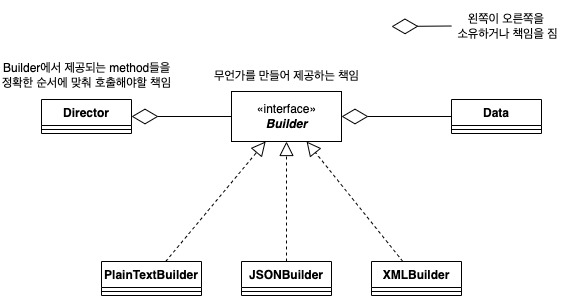 왼쪽이 오른쪽을
소유하거나 책임을 짐
Builder에서 제공되는 method들을
정확한 순서에 맞춰 호출해야할 책임
무언가를 만들어 제공하는 책임
Director
«interface»
Builder
Data
PlainTextBuilder
JSONBuilder
XMLBuilder